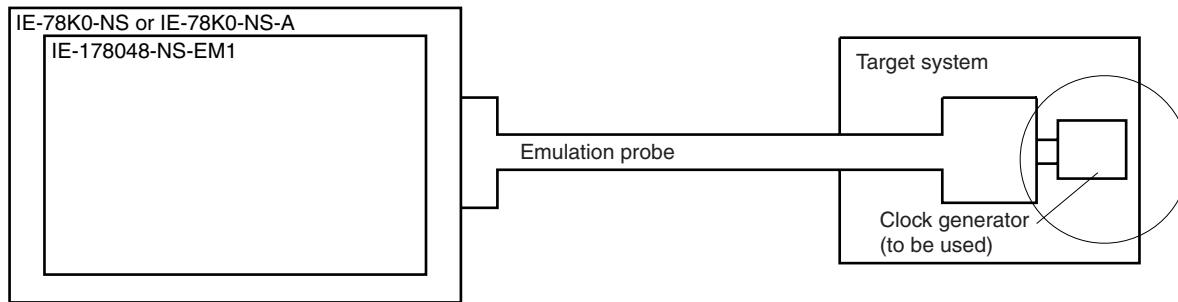 IE-78K0-NS or IE-78K0-NS-A
IE-178048-NS-EM1
Target system
Emulation probe
Clock generator
(to be used)